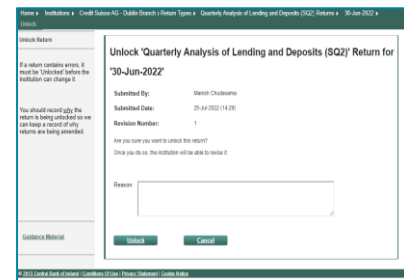 Home ▸ Institutions ▸ Credit Suisse AG - Dublin Branch ▸ Return Types ▸ Quarterly Analysis of Lending and Deposits (SQ2) Returns ▸ 30-Jun-2022 ▸
Unlock
Unlock Return
If a return contains errors, it
must be 'Unlocked' before the
Institution can change it
You should record why the
return is being unlocked so we
can keep a record of why
returns are being amended.
Guidance Material
Unlock 'Quarterly Analysis of Lending and Deposits (SQ2)' Return for
'30-Jun-2022'
Submitted By: Manish Chudasama
Submitted Date: 25-Jul-2022 (14:29)
Revision Number: 1
Are you sure you want to unlock this return?
Once you do so, the institution will be able to revise it.
Reason
Unlock Cancel
© 2012 Central Bank of Ireland | Conditions Of Use | Privacy Statement | Cookie Notice